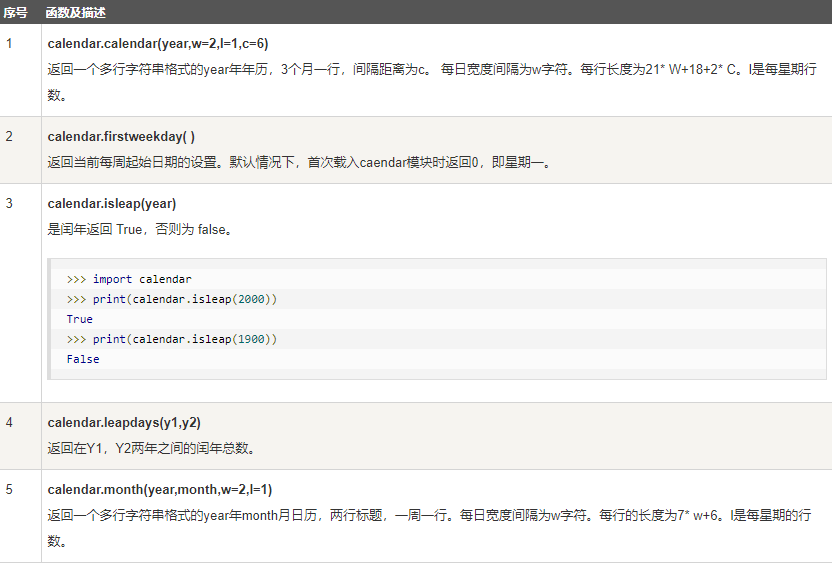 序号 函数及描述
1 calendar.calendar(year,w=2,l=1,c=6)
返回一个多行字符串格式的year年年历，3个月一行，间隔距离为c。 每日宽度间隔为w字符。每行长度为21* W+18+2* C。l是每星期行
数。
2 calendar.firstweekday( )
返回当前每周起始日期的设置。默认情况下，首次载入caendar模块时返回0，即星期一。
3 calendar.isleap(year)
是闰年返回 True，否则为 false。
>>> import calendar
>>> print(calendar.isleap(2000))
True
>>> print(calendar.isleap(1900))
False
4 calendar.leapdays(y1,y2)
返回在Y1，Y2两年之间的闰年总数。
5 calendar.month(year,month,w=2,l=1)
返回一个多行字符串格式的year年month月日历，两行标题，一周一行。每日宽度间隔为w字符。每行的长度为7* w+6。l是每星期的行
数。